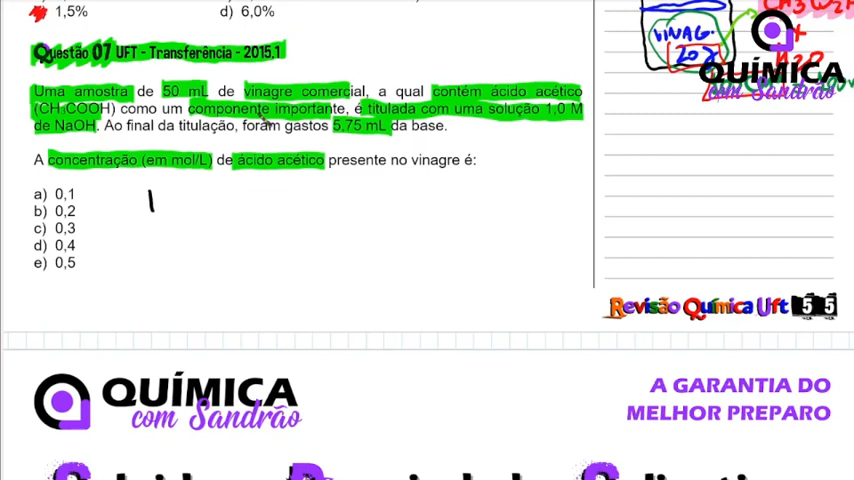 1,5%
d) 6,0%
Questão 07 UFT - Transferência - 2015.1
Uma amostra de 50 mL de vinagre comercial, a qual contém ácido acético
(CH₃COOH) como um componente importante, é titulada com uma solução 1,0 M
de NaOH. Ao final da titulação, foram gastos 5,75 mL da base.
A concentração (em mol/L) de ácido acético presente no vinagre é:
a) 0,1
b) 0,2
c) 0,3
d) 0,4
e) 0,5
VINAG.
QUÍMICA
com Sandrão
Revisão Química Uft 55
QUÍMICA
com Sandrão
A GARANTIA DO
MELHOR PREPARO